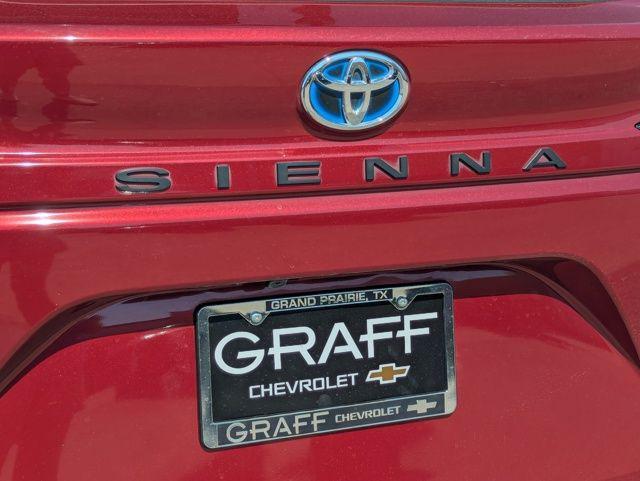 SIENNA
GRAND PRAIRIE, TX
GRAFF
CHEVROLET
GRAFF CHEVROLET